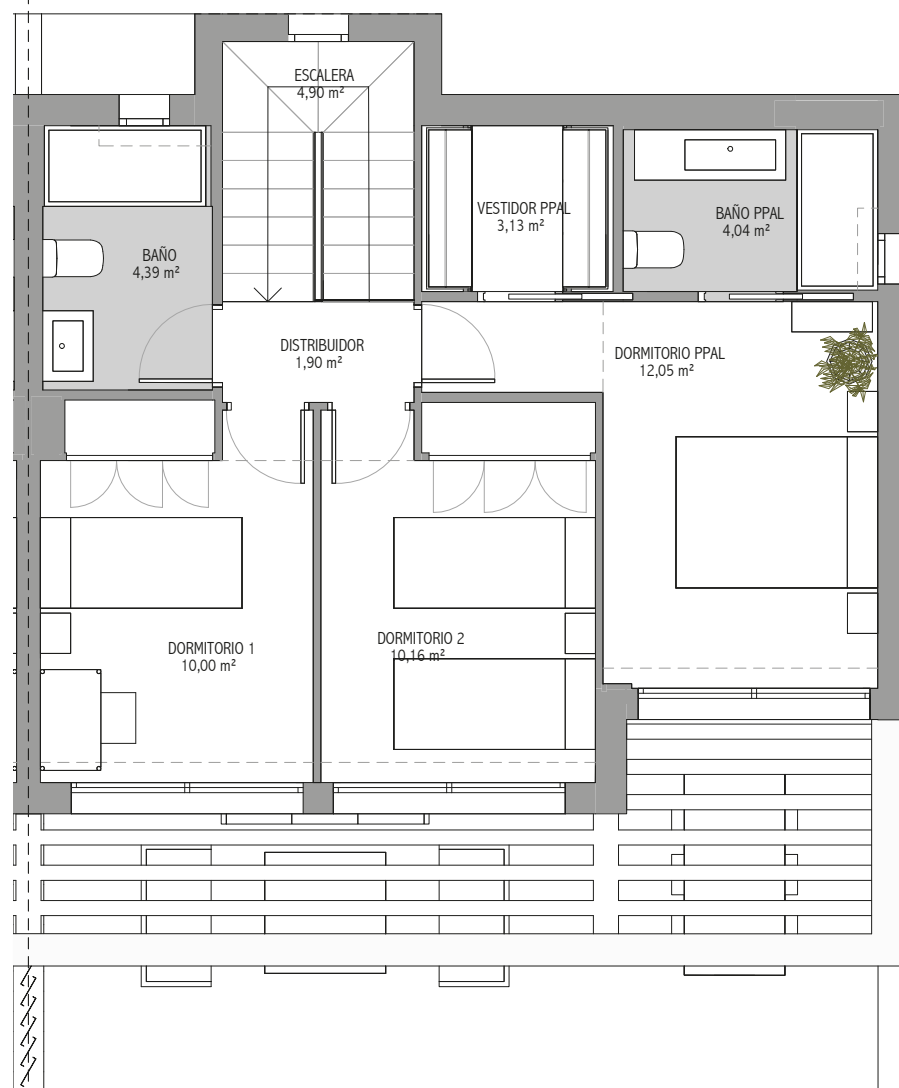 ESCALERA
4,90 m²
VESTIDOR PPAL
3,13 m²
BAÑO PPAL
4,04 m²
BAÑO
4,39 m²
DISTRIBUIDOR
1,90 m²
DORMITORIO PPAL
12,05 m²
DORMITORIO 1
10,00 m²
DORMITORIO 2
10,16 m²